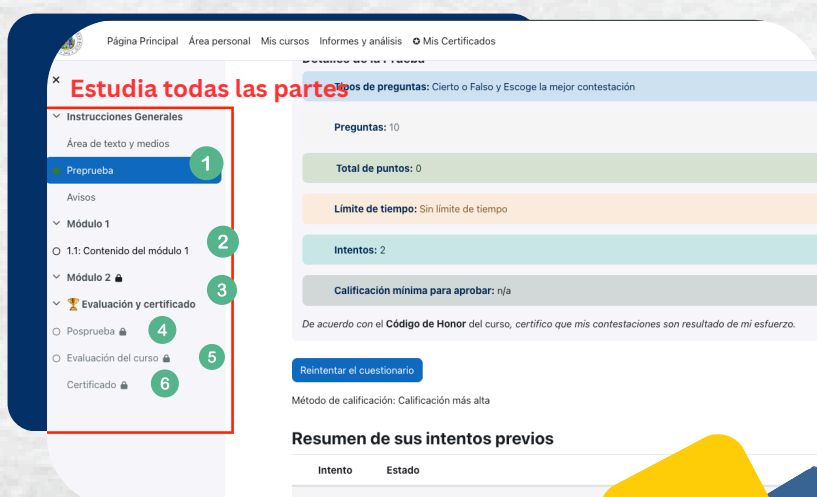 Página Principal Área personal Mis cursos Informes y análisis Mis Certificados
Detalles de la Prueba
Estudia todas las partes
Tipos de preguntas: Cierto o Falso y Escoge la mejor contestación
Instrucciones Generales
Área de texto y medios
Preprueba
1
Avisos
Módulo 1
1.1: Contenido del módulo 1
2
Módulo 2
3
Evaluación y certificado
Posprueba
4
Evaluación del curso
5
Certificado
6
Preguntas: 10
Total de puntos: 0
Límite de tiempo: Sin límite de tiempo
Intentos: 2
Calificación mínima para aprobar: n/a
De acuerdo con el Código de Honor del curso, certifico que mis contestaciones son resultado de mi esfuerzo.
Reintentar el cuestionario
Método de calificación: Calificación más alta
Resumen de sus intentos previos
Intento Estado